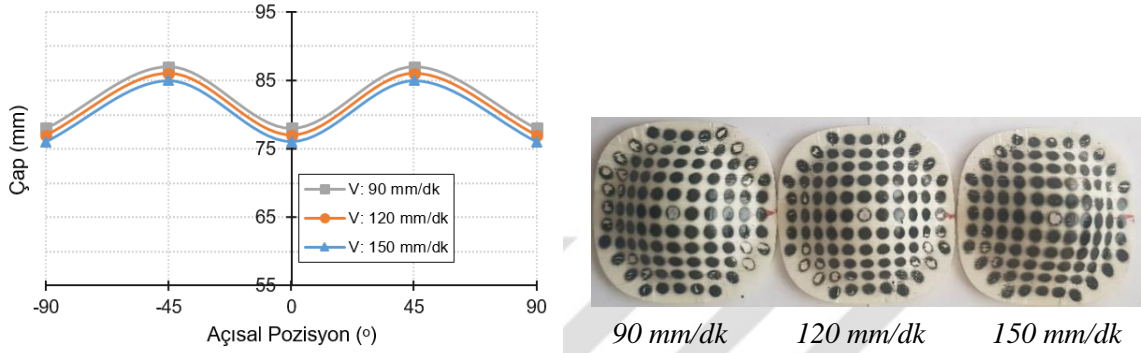 95
85
75
65
55
Çap (mm)
V: 90 mm/dk
V: 120 mm/dk
V: 150 mm/dk
-90
-45
0
45
90
Açısal Pozisyon (º)
90 mm/dk
120 mm/dk
150 mm/dk